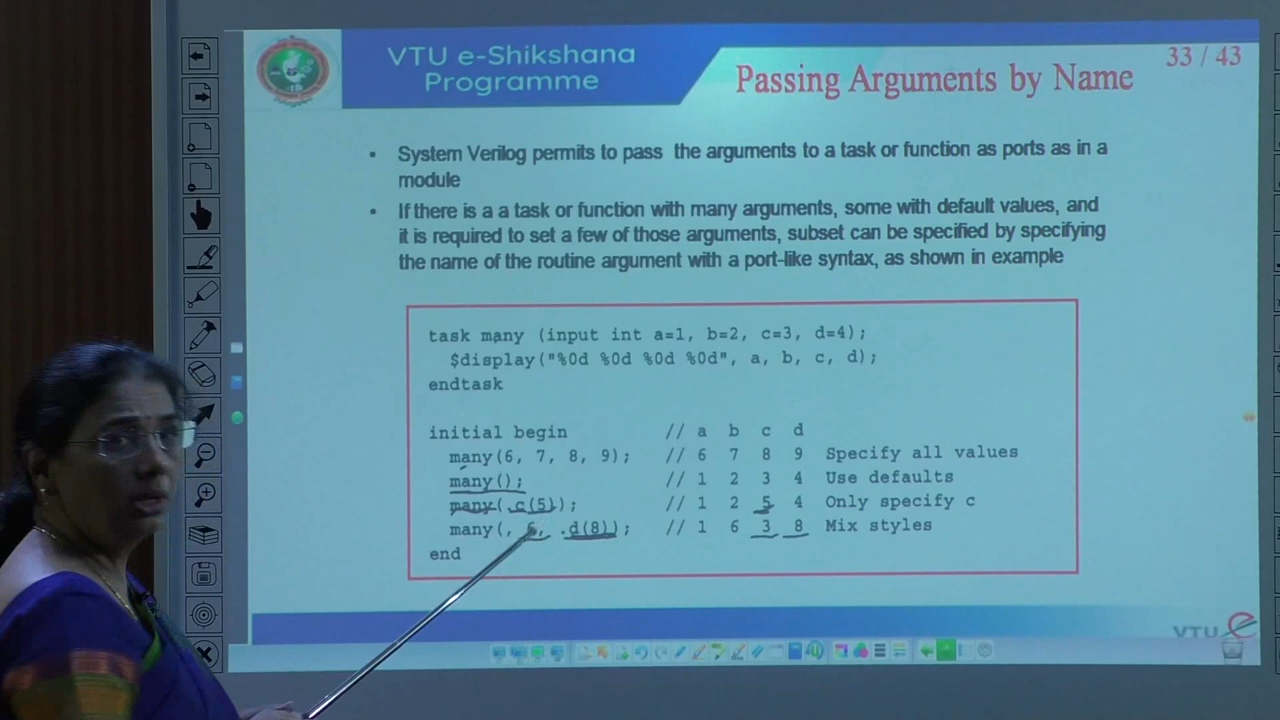 VTU e-Shikshana
Programme
Passing Arguments by Name
33 / 43
• System Verilog permits to pass the arguments to a task or function as ports as in a
module
• If there is a a task or function with many arguments, some with default values, and
it is required to set a few of those arguments, subset can be specified by specifying
the name of the routine argument with a port-like syntax, as shown in example
task many (input int a=1, b=2, c=3, d=4);
$display("%0d %0d %0d %0d", a, b, c, d);
endtask
initial begin // a b c d
many(6, 7, 8, 9); // 6 7 8 9 Specify all values
many(); // 1 2 3 4 Use defaults
many(.c(5)); // 1 2 5 4 Only specify c
many(, 6, .d(8)); // 1 6 3 8 Mix styles
end
VTU e